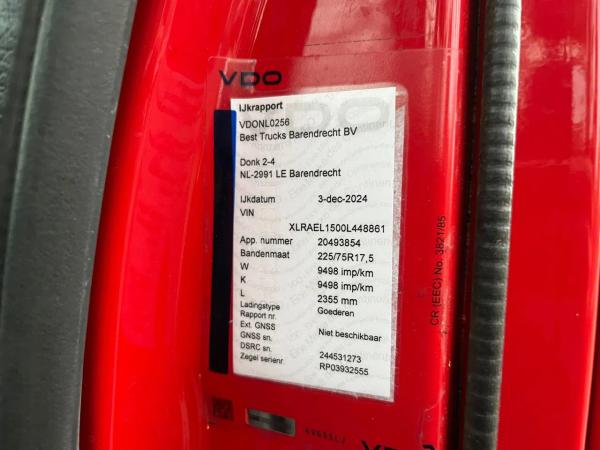 VDO
IJkrapport
VDONL0256
Best Trucks Barendrecht BV
Donk 2-4
NL-2991 LE Barendrecht
IJkdatum 3-dec-2024
VIN
XLRAEL1500L448861
App. nummer 20493854
Bandenmaat 225/75R17,5
W 9498 imp/km
K 9498 imp/km
L 2355 mm
Ladingstype Goederen
Rapport nr.
Ext. GNSS Niet beschikbaar
GNSS sn.
DSRC sn. 244531273
Zegel serienr. RP03932555
CR (EEC) No. 3821/85
VDO